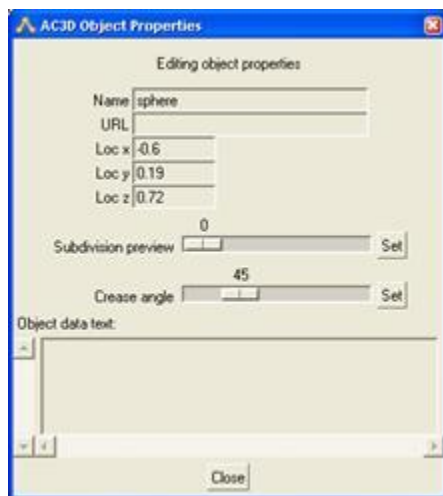 AC3D Object Properties
Editing object properties
Name sphere
URL
Loc x -0.6
Loc y 0.19
Loc z 0.72
0
Subdivision preview Set
45
Crease angle Set
Object data text:
Close